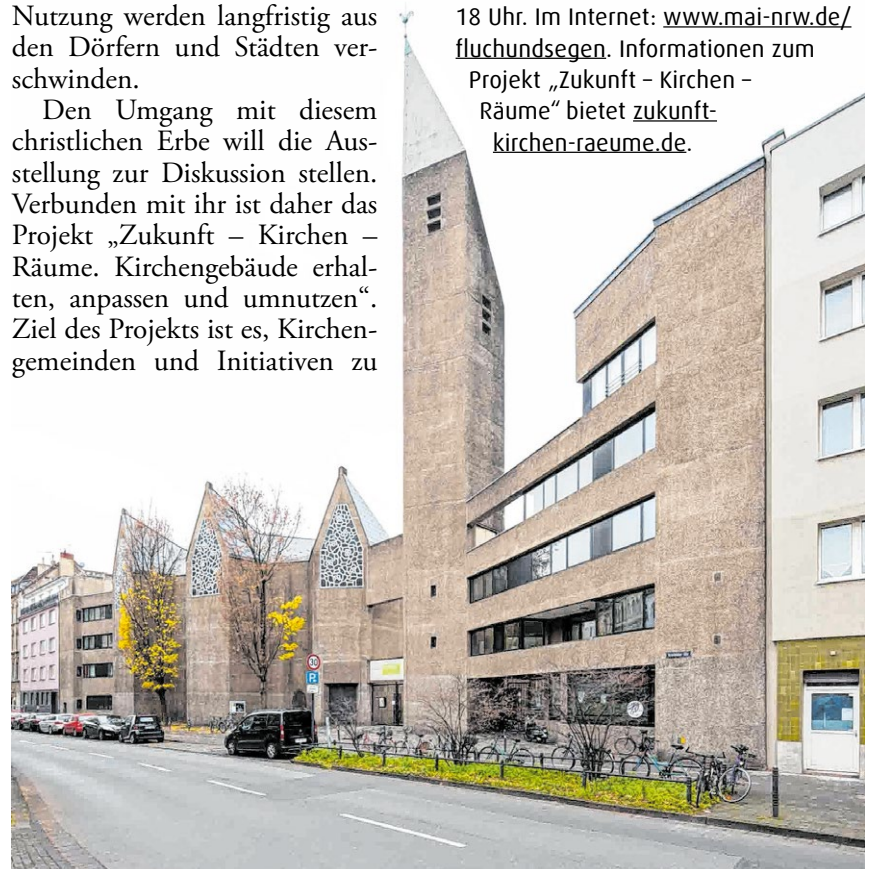 Nutzung werden langfristig aus
den Dörfern und Städten ver-
schwinden.
Den Umgang mit diesem
christlichen Erbe will die Aus-
stellung zur Diskussion stellen.
Verbunden mit ihr ist daher das
Projekt „Zukunft – Kirchen –
Räume. Kirchengebäude erhal-
ten, anpassen und umnutzen“.
Ziel des Projekts ist es, Kirchen-
gemeinden und Initiativen zu
18 Uhr. Im Internet: www.mai-nrw.de/
fluchundsegen. Informationen zum
Projekt „Zukunft – Kirchen –
Räume“ bietet zukunft-
kirchen-raeume.de.
30
P